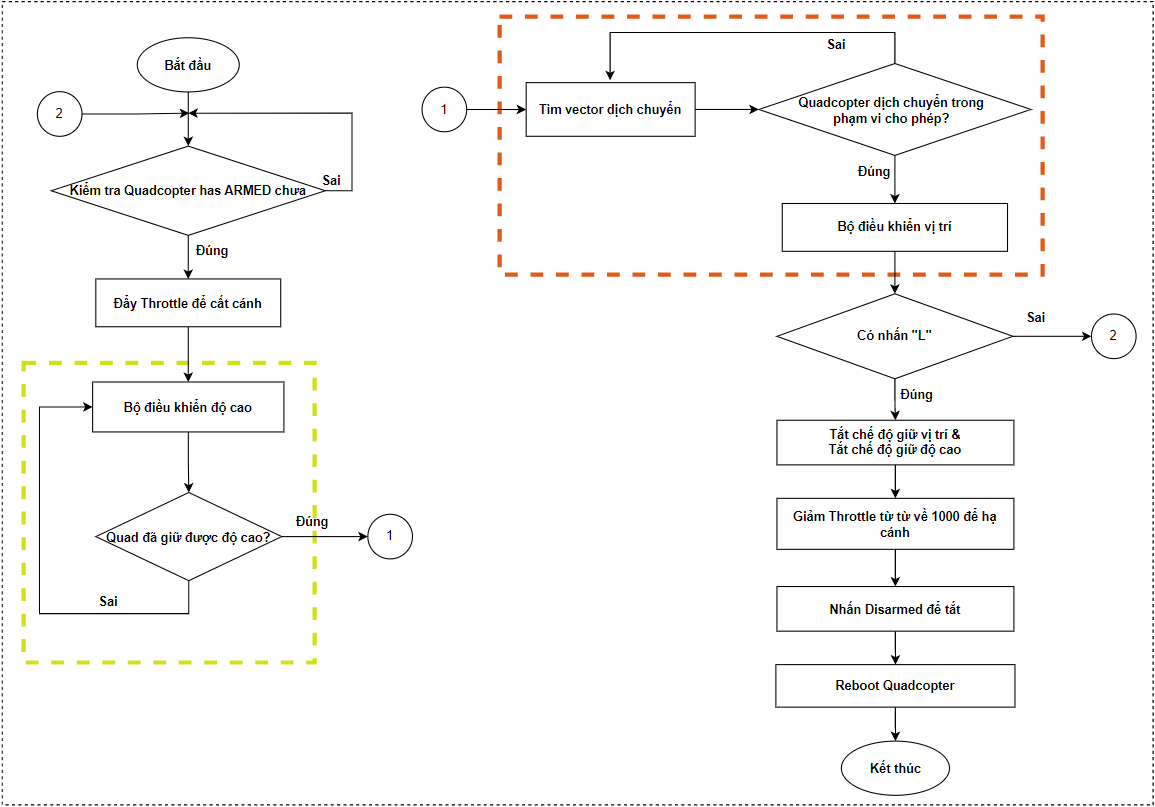 Bắt đầu
2
Kiểm tra Quadcopter has ARMED chưa
Sai
Đúng
Đẩy Throttle để cất cánh
Bộ điều khiển độ cao
Quad đã giữ được độ cao?
Đúng
1
Sai
1
Tìm vector dịch chuyển
Sai
Quadcopter dịch chuyển trong
phạm vi cho phép?
Đúng
Bộ điều khiển vị trí
Có nhấn "L"
Sai
2
Đúng
Tắt chế độ giữ vị trí &
Tắt chế độ giữ độ cao
Giảm Throttle từ từ về 1000 để hạ
cánh
Nhấn Disarmed để tắt
Reboot Quadcopter
Kết thúc